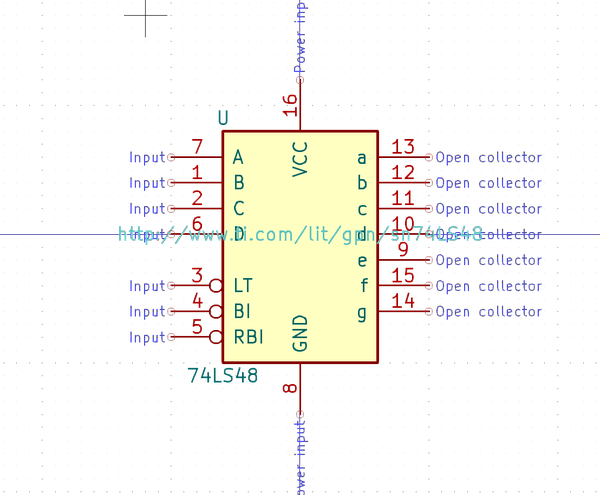 Power inp
16
U
VCC
Input 7 A a 13 Open collector
Input 1 B b 12 Open collector
Input 2 C c 11 Open collector
Input 6 D d 10 Open collector
http://www.ti.com/lit/gpn/sn74LS48
e 9 Open collector
Input 3 LT f 15 Open collector
Input 4 BI g 14 Open collector
Input 5 RBI
GND
74LS48
8
ower input